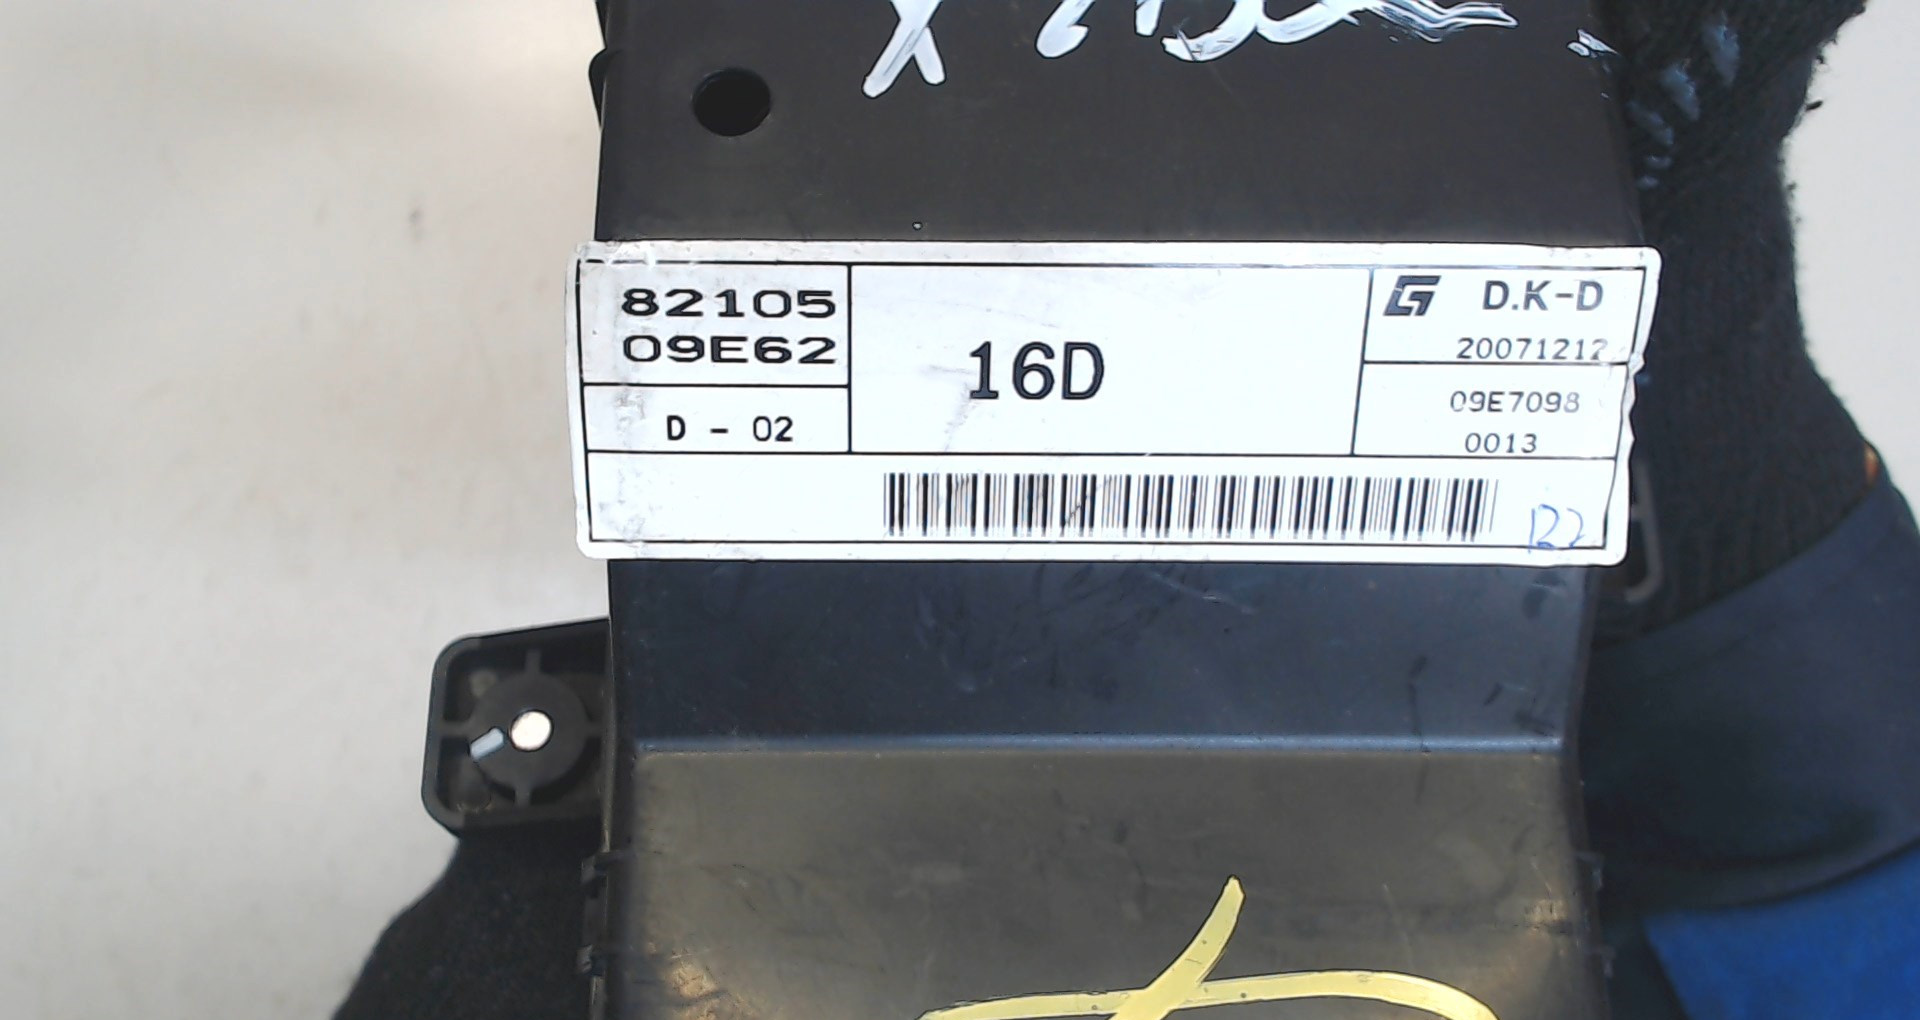 82105
09E62
D - 02
16D
D.K-D
20071212
09E7098
0013
122